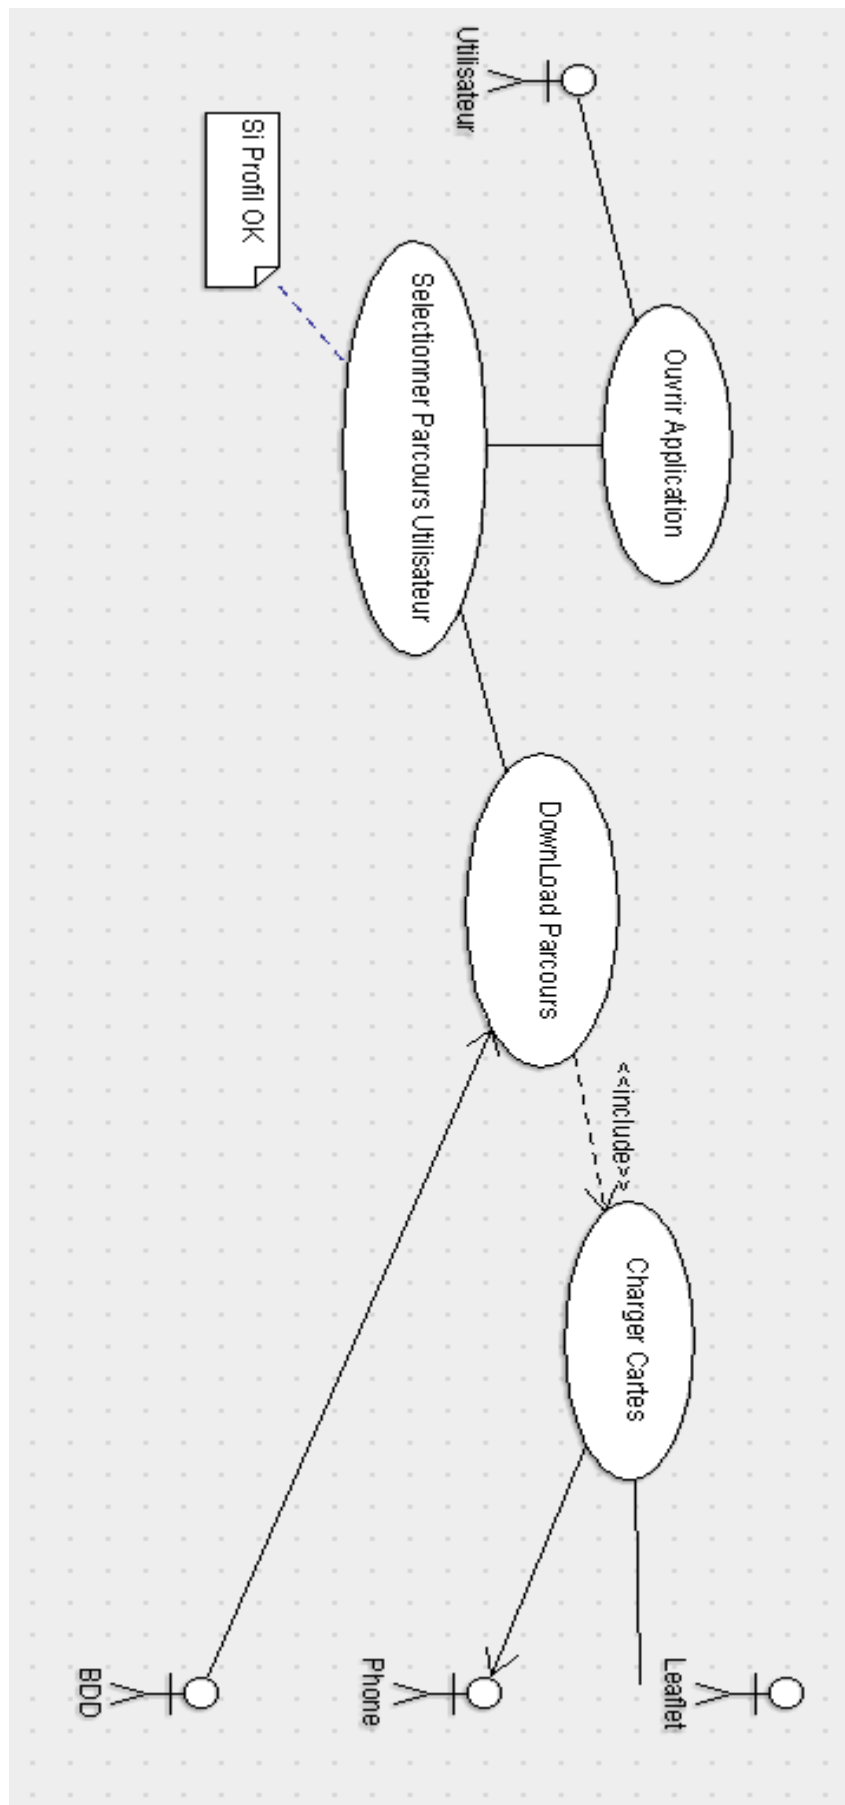 Utilisateur
Ouvrir Application
Si Profil OK
Selectionner Parcours Utilisateur
DownLoad Parcours
<<include>>
Charger Cartes
Leaflet
Phone
BDD